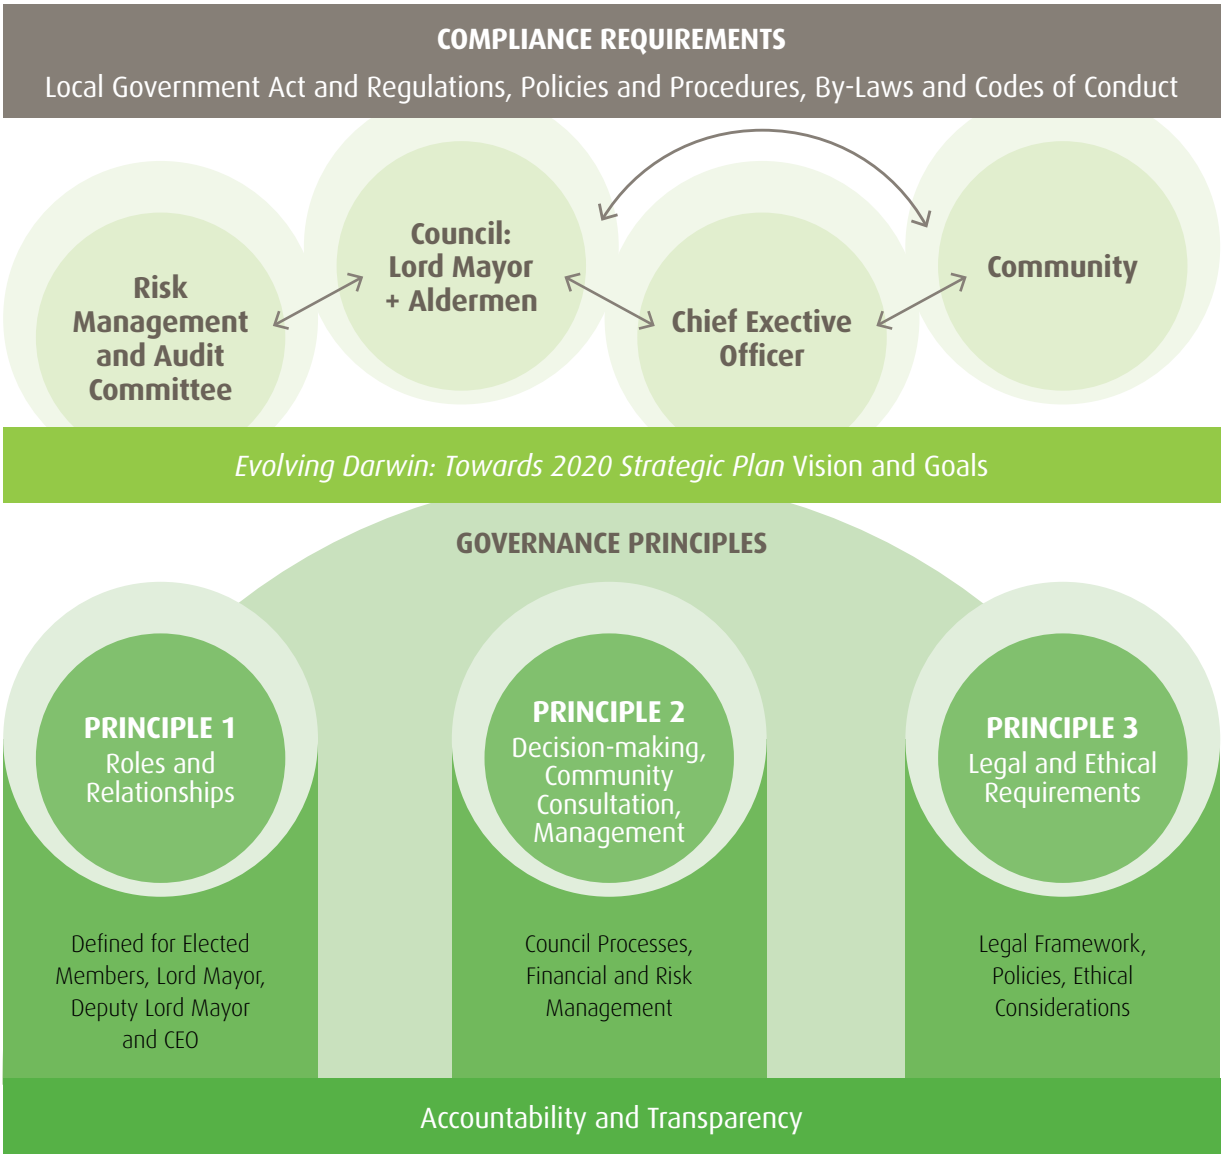 COMPLIANCE REQUIREMENTS
Local Government Act and Regulations, Policies and Procedures, By-Laws and Codes of Conduct
Risk
Management
and Audit
Committee
Council:
Lord Mayor
+ Aldermen
Chief Exective
Officer
Community
Evolving Darwin: Towards 2020 Strategic Plan Vision and Goals
GOVERNANCE PRINCIPLES
PRINCIPLE 1
Roles and
Relationships
PRINCIPLE 2
Decision-making,
Community
Consultation,
Management
PRINCIPLE 3
Legal and Ethical
Requirements
Defined for Elected
Members, Lord Mayor,
Deputy Lord Mayor
and CEO
Council Processes,
Financial and Risk
Management
Legal Framework,
Policies, Ethical
Considerations
Accountability and Transparency